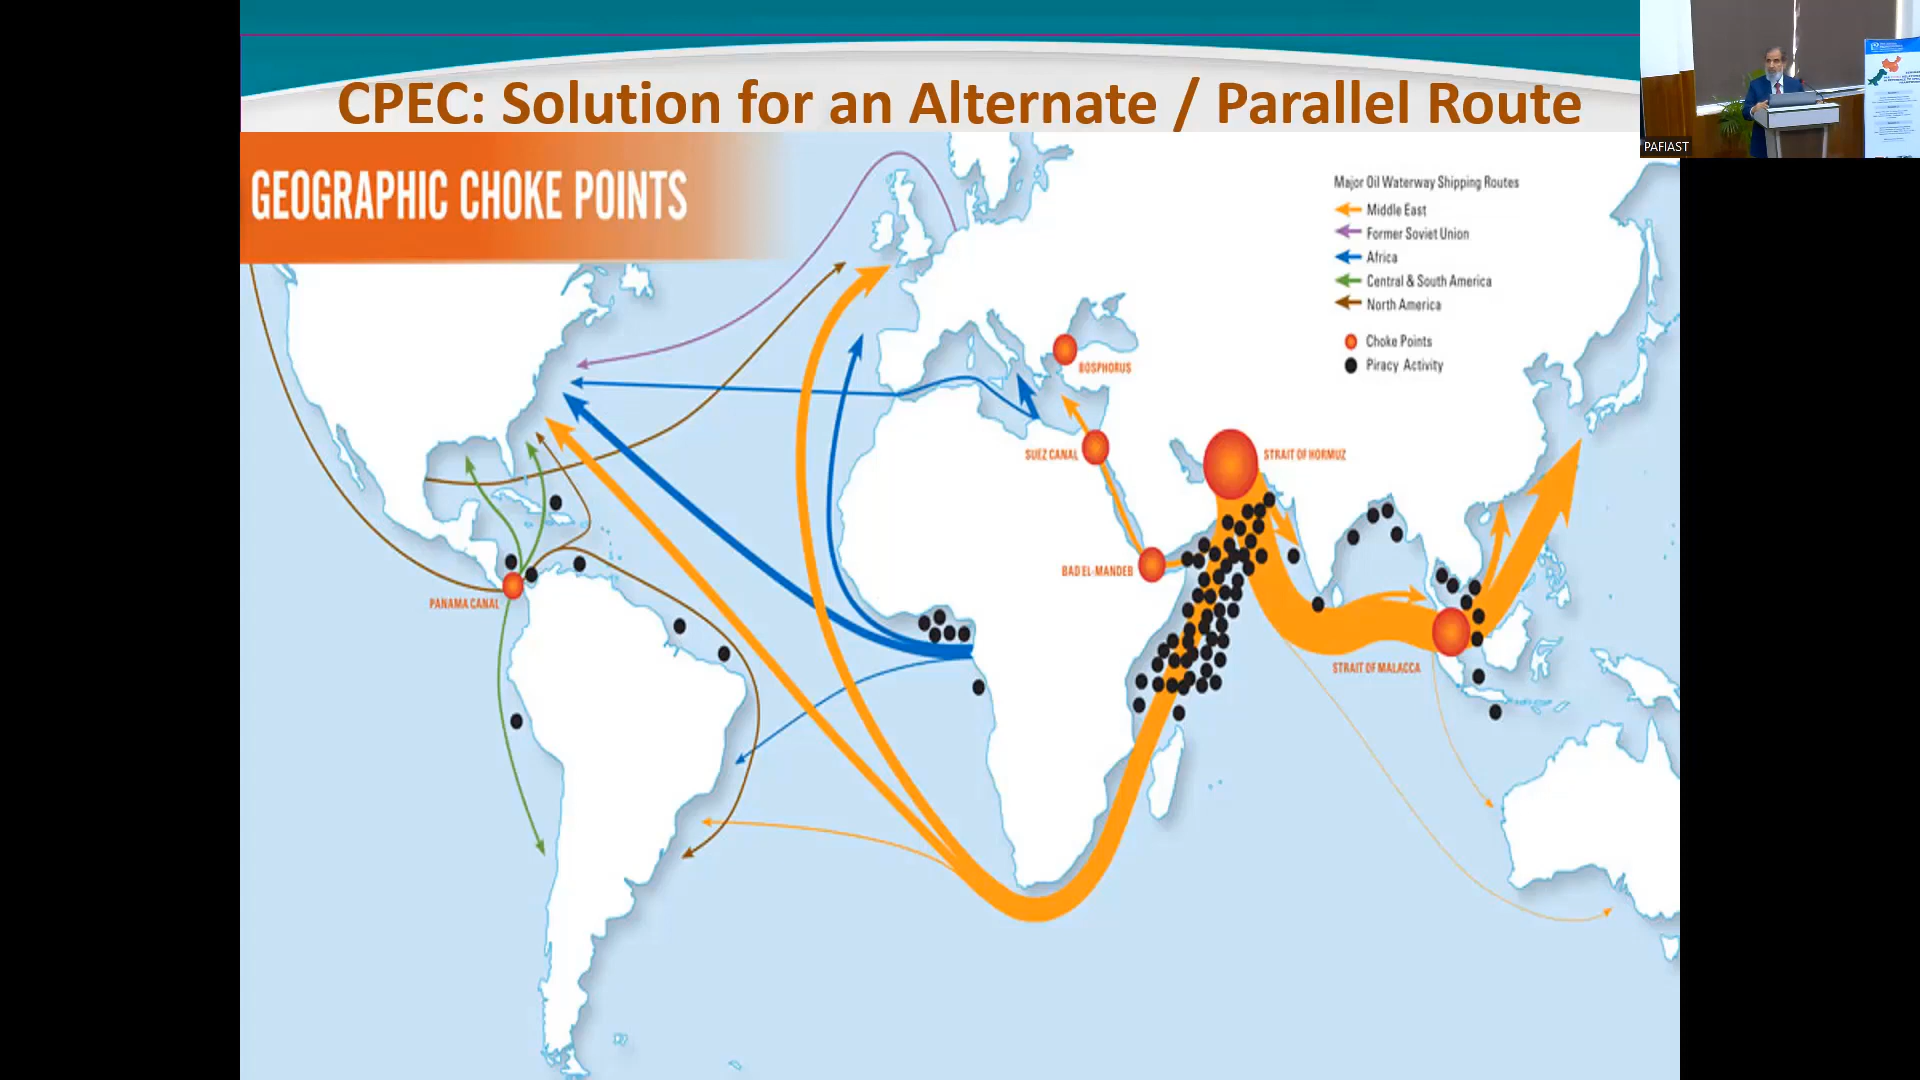 CPEC: Solution for an Alternate / Parallel Route
GEOGRAPHIC CHOKE POINTS
Major Oil Waterway Shipping Routes
Middle East
Former Soviet Union
Africa
Central & South America
North America
Choke Points
Piracy Activity
BOSPHORUS
SUEZ CANAL
STRAIT OF HORMUZ
BAD EL-MANDEB
PANAMA CANAL
STRAIT OF MALACCA
PAFIAST